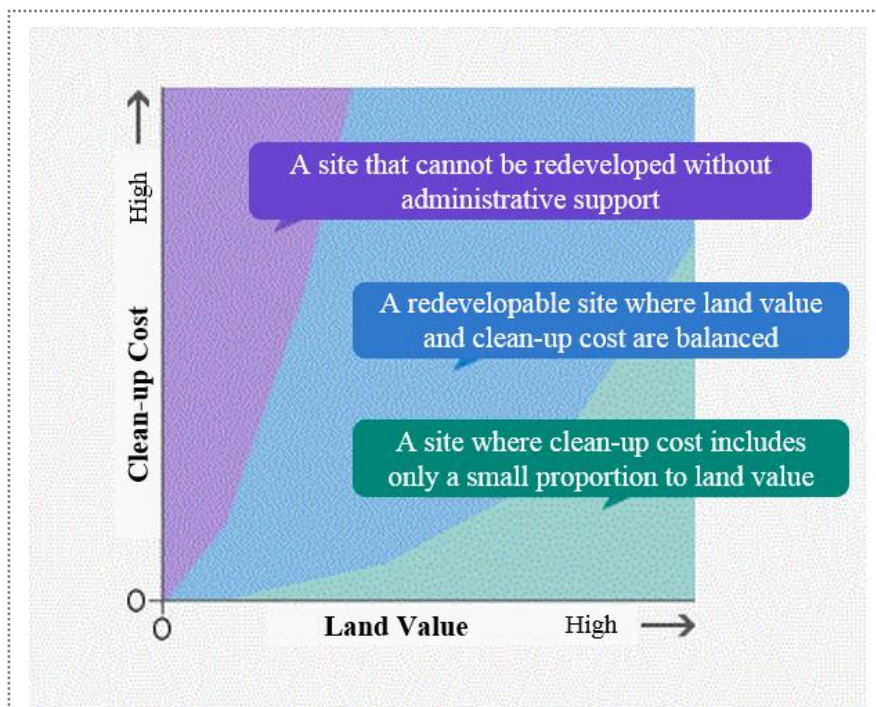 High
Clean-up Cost
A site that cannot be redeveloped without
administrative support
A redevelopable site where land value
and clean-up cost are balanced
A site where clean-up cost includes
only a small proportion to land value
O
O
Land Value
High